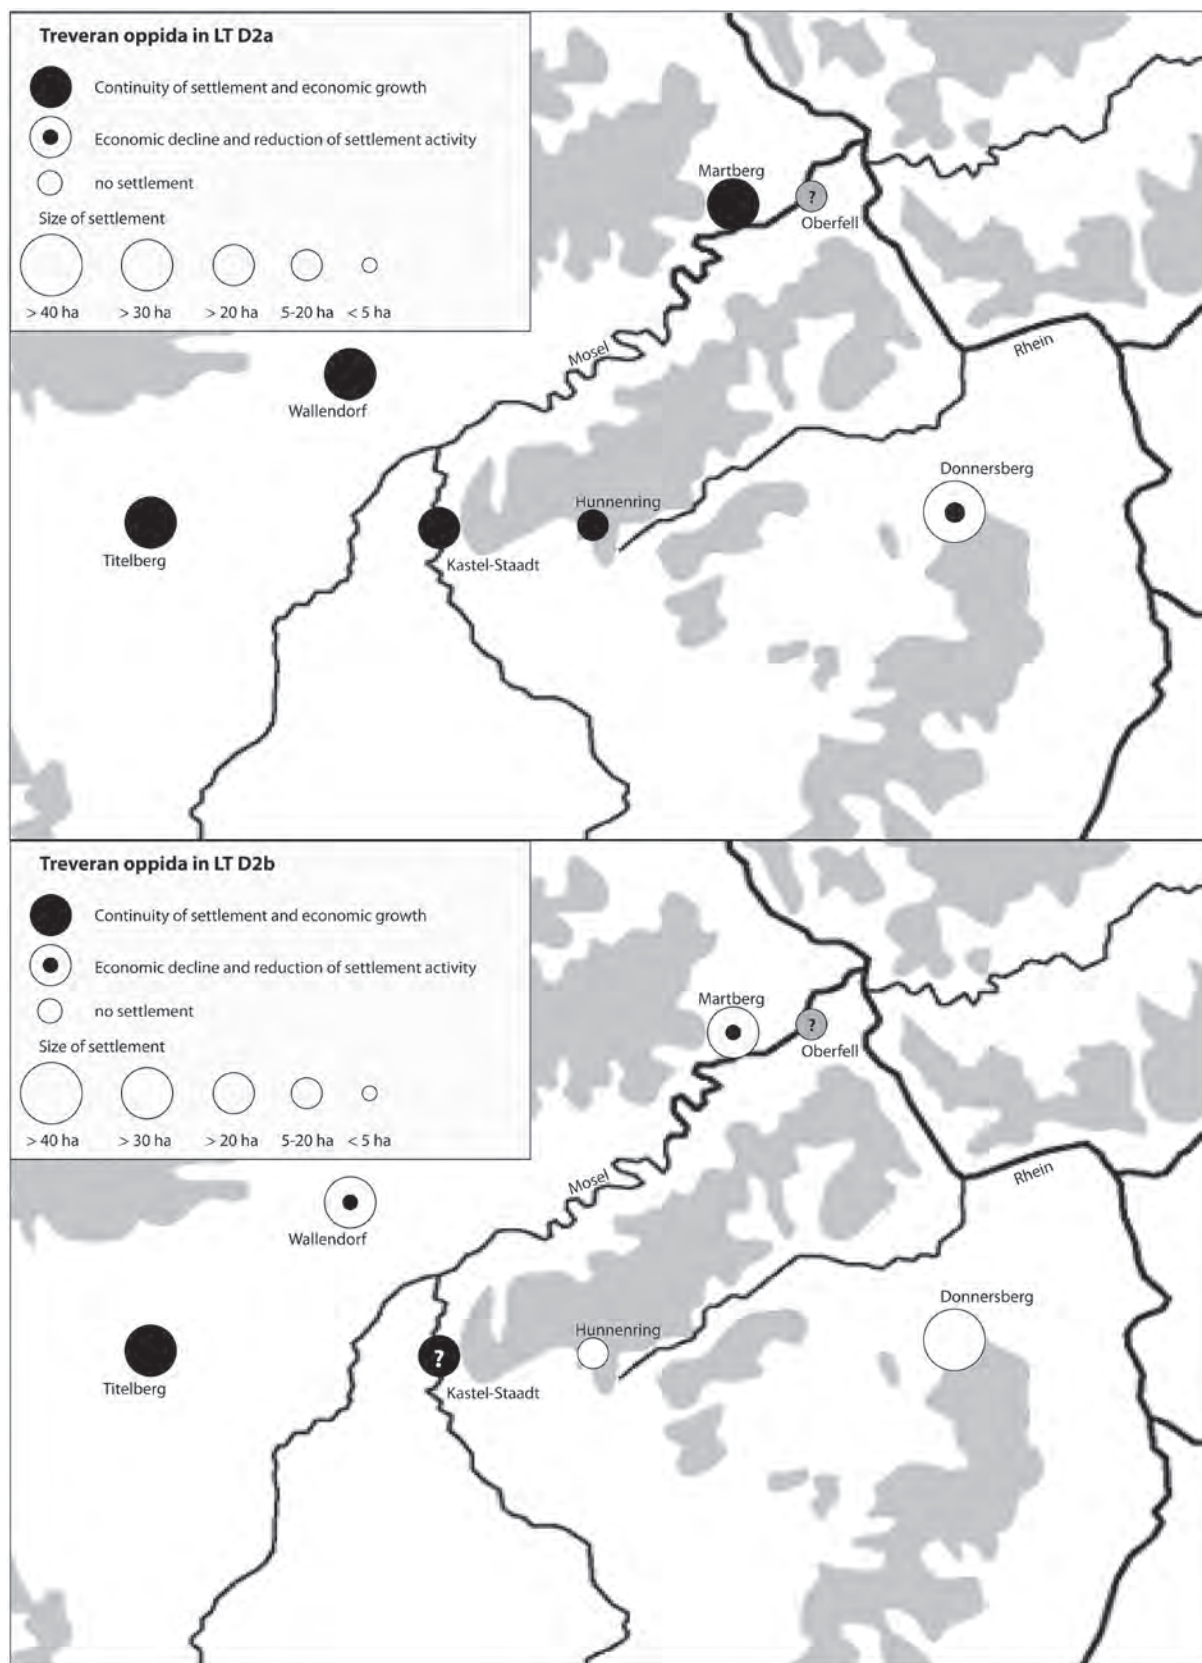 Treveran oppida in LT D2a
Continuity of settlement and economic growth
Economic decline and reduction of settlement activity
no settlement
Size of settlement
> 40 ha > 30 ha > 20 ha 5-20 ha < 5 ha
Martberg
?
Oberfell
Mosel
Rhein
Wallendorf
Donnersberg
Hunnenring
Titelberg
Kastel-Staadt
Treveran oppida in LT D2b
Continuity of settlement and economic growth
Economic decline and reduction of settlement activity
no settlement
Size of settlement
> 40 ha > 30 ha > 20 ha 5-20 ha < 5 ha
Martberg
?
Oberfell
Mosel
Rhein
Wallendorf
Donnersberg
Hunnenring
?
Titelberg
Kastel-Staadt